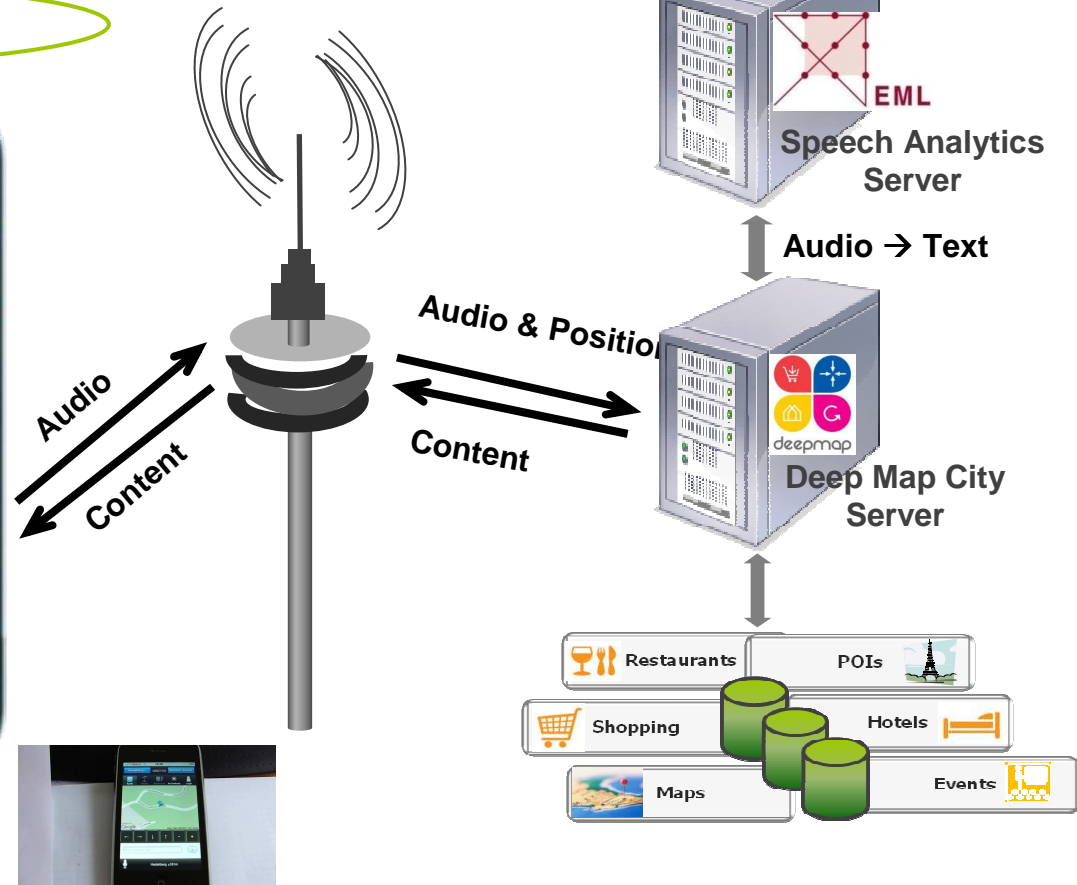 EML
Speech Analytics
Server
Audio → Text
Audio & Position
Audio
Content
Content
deepmap
Deep Map City
Server
Restaurants
POIs
Shopping
Hotels
Maps
Events